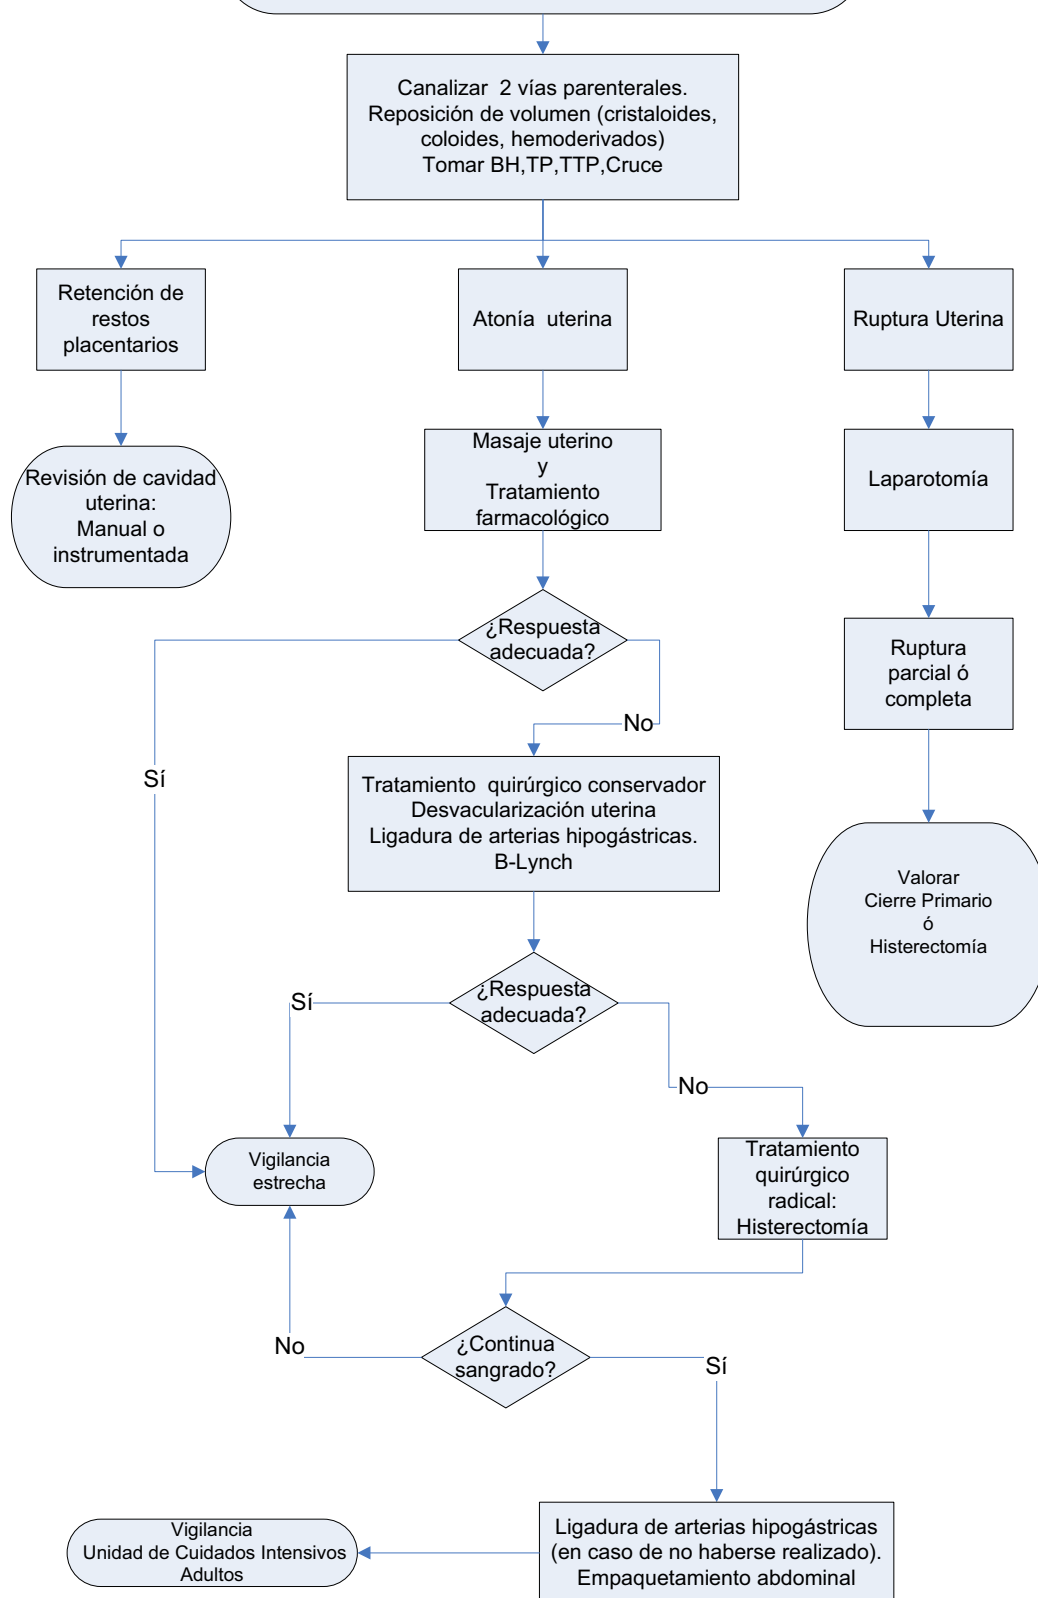 Canalizar 2 vías parenterales.
Reposición de volumen (cristaloides,
coloides, hemoderivados)
Tomar BH,TP,TTP,Cruce
Retención de
restos
placentarios
Atonía uterina
Ruptura Uterina
Revisión de cavidad
uterina:
Manual o
instrumentada
Masaje uterino
y
Tratamiento
farmacológico
Laparotomía
¿Respuesta
adecuada?
Ruptura
parcial ó
completa
No
Sí
Tratamiento quirúrgico conservador
Desvacularización uterina
Ligadura de arterias hipogástricas.
B-Lynch
Valorar
Cierre Primario
ó
Histerectomía
¿Respuesta
adecuada?
Sí
No
Vigilancia
estrecha
Tratamiento
quirúrgico
radical:
Histerectomía
¿Continua
sangrado?
No
Sí
Ligadura de arterias hipogástricas
(en caso de no haberse realizado).
Empaquetamiento abdominal
Vigilancia
Unidad de Cuidados Intensivos
Adultos